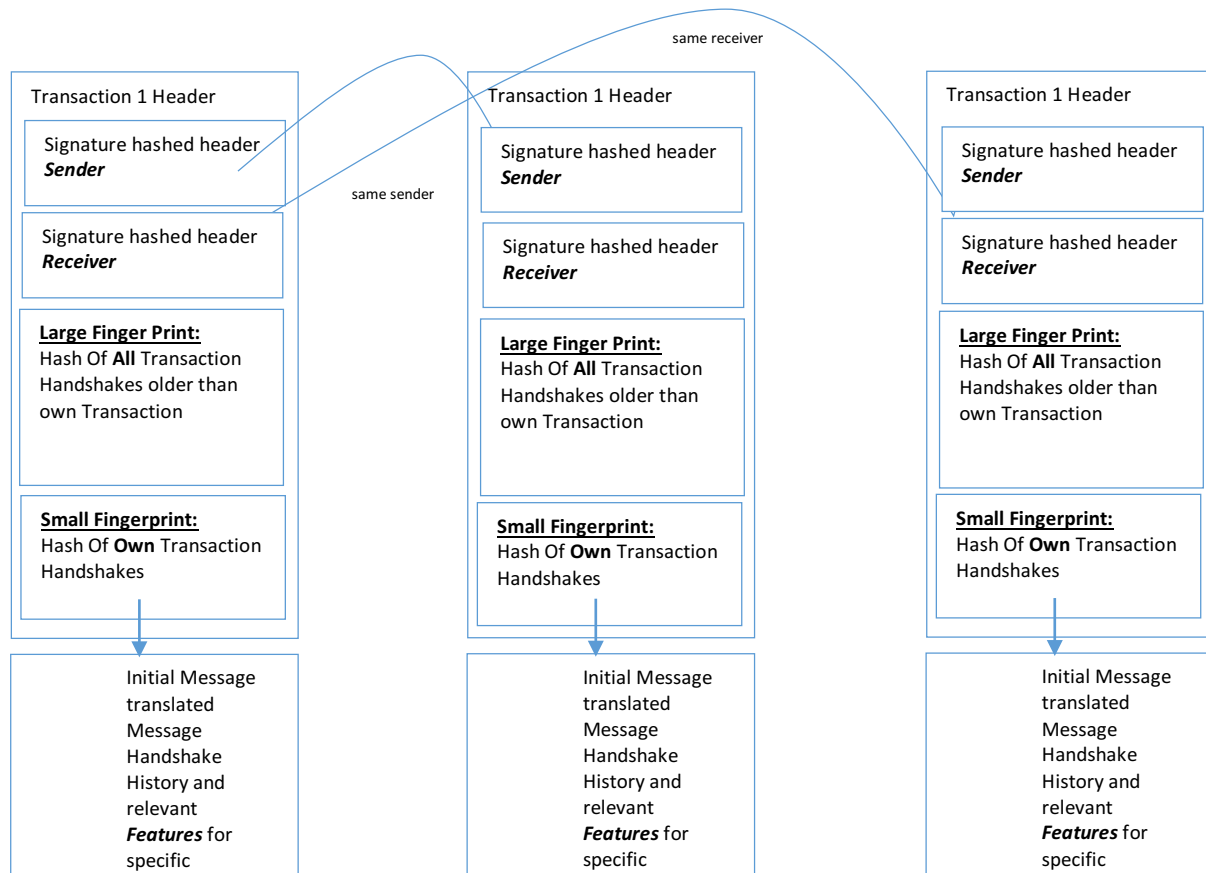 same receiver
Transaction 1 Header
Signature hashed header
Sender
Signature hashed header
Receiver
Large Finger Print:
Hash Of All Transaction
Handshakes older than
own Transaction
Small Fingerprint:
Hash Of Own Transaction
Handshakes
Initial Message
translated
Message
Handshake
History and
relevant
Features for
specific
same sender
Transaction 1 Header
Signature hashed header
Sender
Signature hashed header
Receiver
Large Finger Print:
Hash Of All Transaction
Handshakes older than
own Transaction
Small Fingerprint:
Hash Of Own Transaction
Handshakes
Initial Message
translated
Message
Handshake
History and
relevant
Features for
specific
Transaction 1 Header
Signature hashed header
Sender
Signature hashed header
Receiver
Large Finger Print:
Hash Of All Transaction
Handshakes older than
own Transaction
Small Fingerprint:
Hash Of Own Transaction
Handshakes
Initial Message
translated
Message
Handshake
History and
relevant
Features for
specific